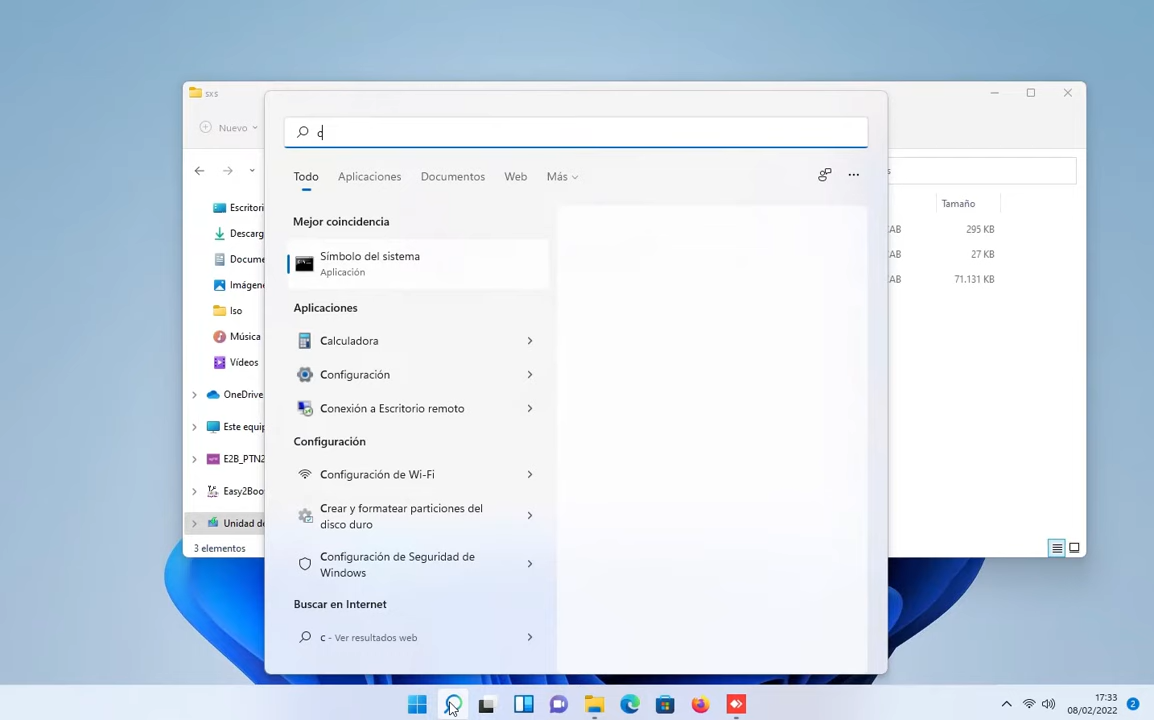 sxs
Nuevo
c
Todo
Aplicaciones
Documentos
Web
Más
Mejor coincidencia
Símbolo del sistema
Aplicación
Aplicaciones
Calculadora
Configuración
Conexión a Escritorio remoto
Configuración
Configuración de Wi-Fi
Crear y formatear particiones del
disco duro
Configuración de Seguridad de
Windows
Buscar en Internet
c - Ver resultados web
s
Tamaño
AB 295 KB
AB 27 KB
AB 71.131 KB
Escritori
Descarg
Docume
Imágene
Iso
Música
Vídeos
OneDrive
Este equip
E2B_PTN2
Easy2Boo
Unidad de
3 elementos
17:33
08/02/2022
2